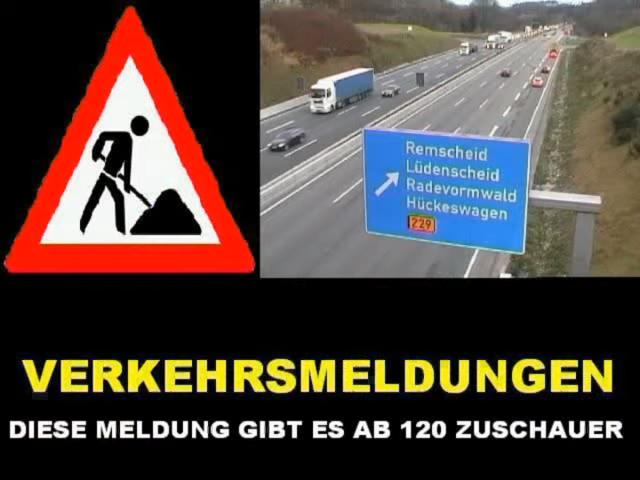 Remscheid
Lüdenscheid
Radevormwald
Hückeswagen
229
VERKEHRSMELDUNGEN
DIESE MELDUNG GIBT ES AB 120 ZUSCHAUER